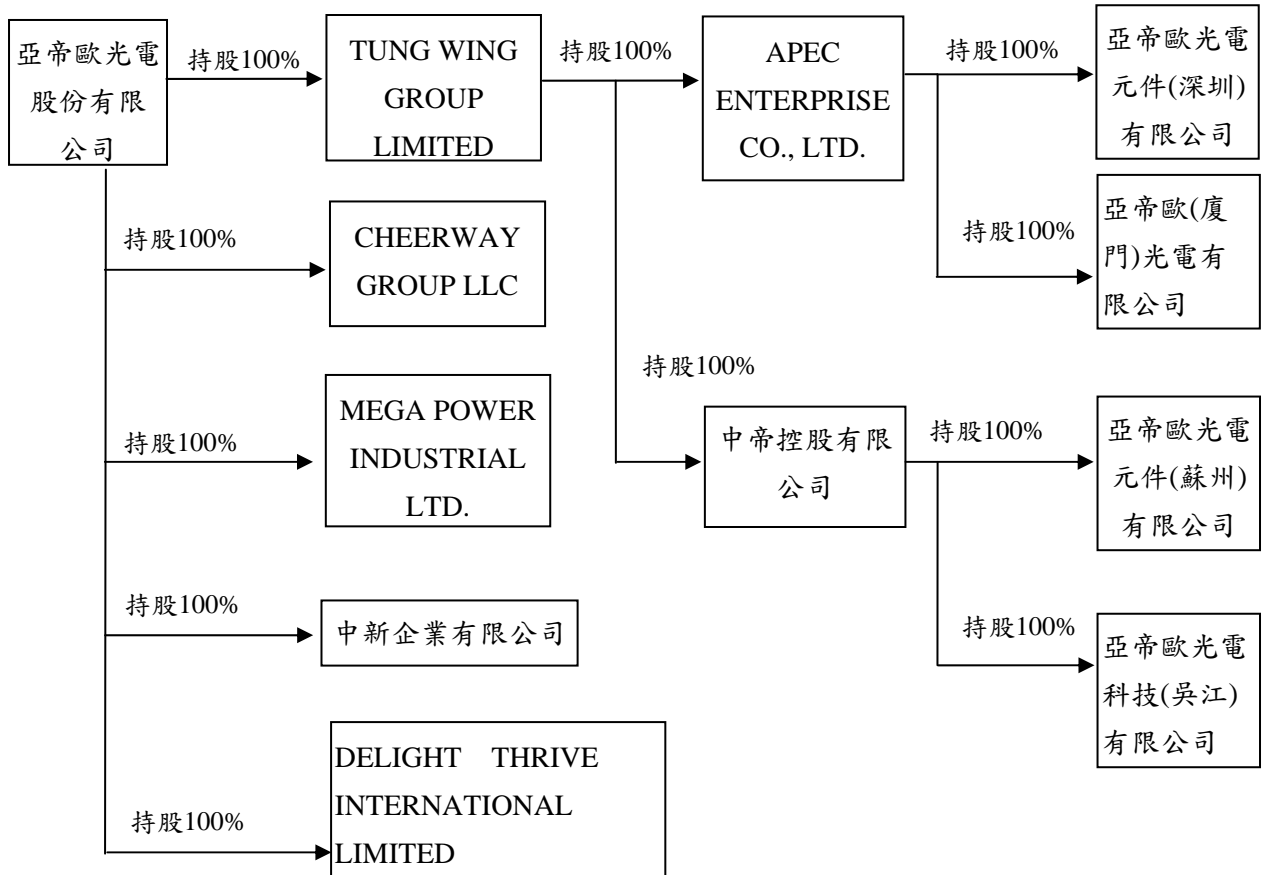 亞帝歐光電
股份有限
公司
持股100%
TUNG WING
GROUP
LIMITED
持股100%
APEC
ENTERPRISE
CO., LTD.
持股100%
亞帝歐光電
元件(深圳)
有限公司
持股100%
亞帝歐(廈
門)光電有
限公司
持股100%
CHEERWAY
GROUP LLC
持股100%
中帝控股有限
公司
持股100%
亞帝歐光電
元件(蘇州)
有限公司
持股100%
亞帝歐光電
科技(吳江)
有限公司
持股100%
MEGA POWER
INDUSTRIAL
LTD.
持股100%
中新企業有限公司
持股100%
DELIGHT THRIVE
INTERNATIONAL
LIMITED